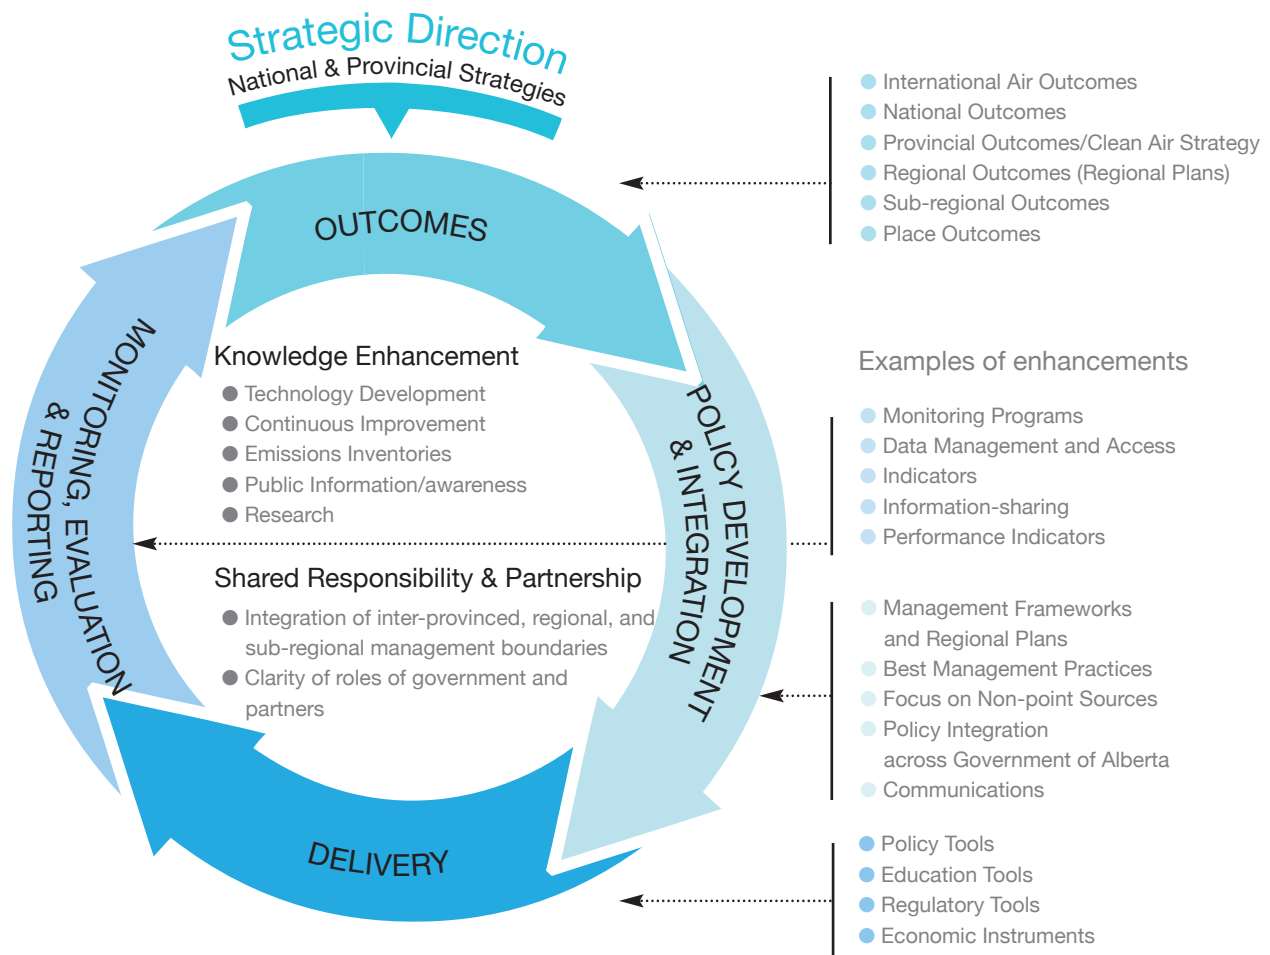 Strategic Direction
National & Provincial Strategies
OUTCOMES
International Air Outcomes
National Outcomes
Provincial Outcomes/Clean Air Strategy
Regional Outcomes (Regional Plans)
Sub-regional Outcomes
Place Outcomes
MONITORING, EVALUATION
& REPORTING
Knowledge Enhancement
Technology Development
Continuous Improvement
Emissions Inventories
Public Information/awareness
Research
Shared Responsibility & Partnership
Integration of inter-provinced, regional, and
sub-regional management boundaries
Clarity of roles of government and
partners
POLICY DEVELOPMENT
& INTEGRATION
Examples of enhancements
Monitoring Programs
Data Management and Access
Indicators
Information-sharing
Performance Indicators
Management Frameworks
and Regional Plans
Best Management Practices
Focus on Non-point Sources
Policy Integration
across Government of Alberta
Communications
DELIVERY
Policy Tools
Education Tools
Regulatory Tools
Economic Instruments